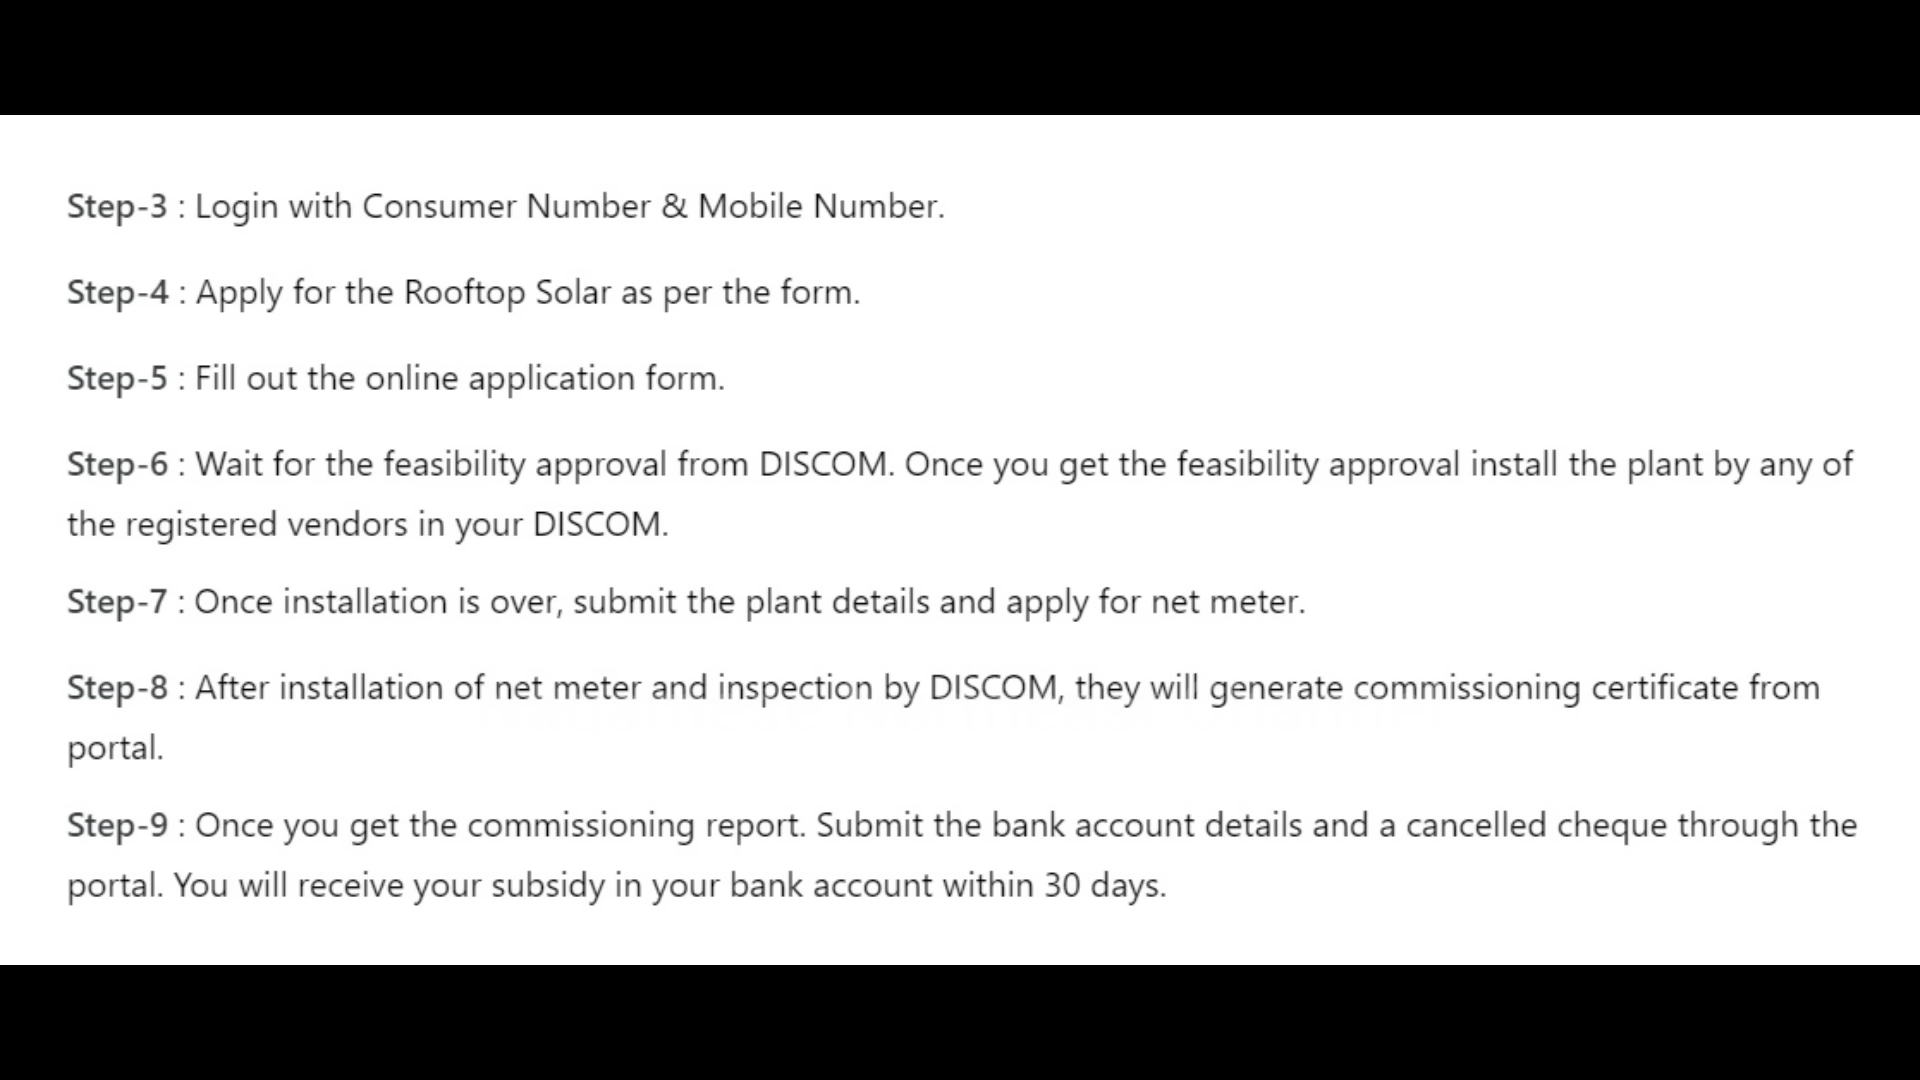 Step-3 : Login with Consumer Number & Mobile Number.
Step-4 : Apply for the Rooftop Solar as per the form.
Step-5 : Fill out the online application form.
Step-6 : Wait for the feasibility approval from DISCOM. Once you get the feasibility approval install the plant by any of
the registered vendors in your DISCOM.
Step-7 : Once installation is over, submit the plant details and apply for net meter.
Step-8 : After installation of net meter and inspection by DISCOM, they will generate commissioning certificate from
portal.
Step-9 : Once you get the commissioning report. Submit the bank account details and a cancelled cheque through the
portal. You will receive your subsidy in your bank account within 30 days.